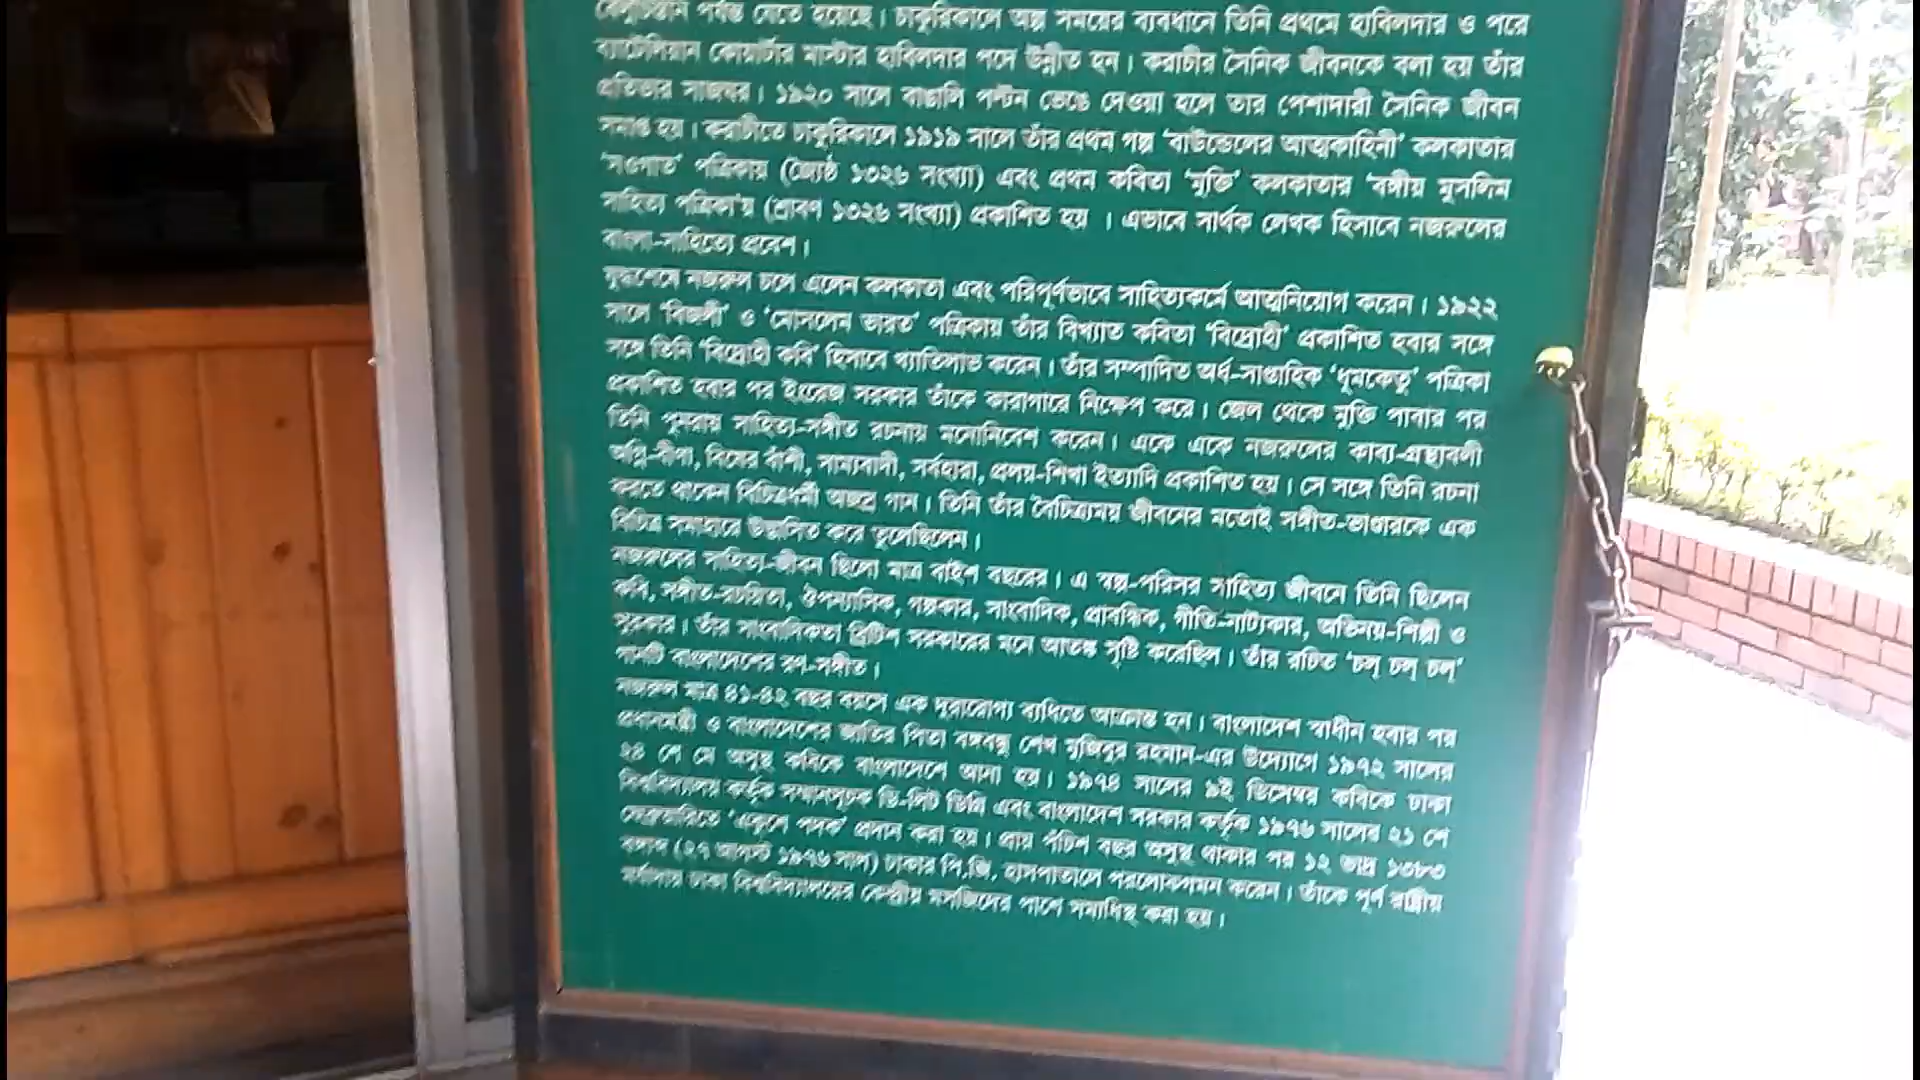 বেলুচিস্তান পর্যন্ত যেতে হয়েছে। চাকুরিকালে অল্প সময়ের ব্যবধানে তিনি প্রথমে হাবিলদার ও পরে
ব্যাটেলিয়ান কোয়ার্টার মাস্টার হাবিলদার পদে উন্নীত হন। করাচীর সৈনিক জীবনকে বলা হয় তাঁর
প্রতিভার সাজঘর। ১৯২০ সালে বাঙালি পল্টন ভেঙে দেওয়া হলে তার পেশাদারী সৈনিক জীবন
সমাপ্ত হয়। করাচীতে চাকুরিকালে ১৯১৯ সালে তাঁর প্রথম গল্প ‘বাউন্ডেলের আত্মকাহিনী’ কলকাতার
‘সওগাত’ পত্রিকায় (জ্যৈষ্ঠ ১৩২৬ সংখ্যা) এবং প্রথম কবিতা ‘মুক্তি’ কলকাতার ‘বঙ্গীয় মুসলিম
সাহিত্য পত্রিকা’য় (শ্রাবণ ১৩২৬ সংখ্যা) প্রকাশিত হয় । এভাবে সার্থক লেখক হিসাবে নজরুলের
বাংলা-সাহিত্যে প্রবেশ।
যুদ্ধশেষে নজরুল চলে এলেন কলকাতা এবং পরিপূর্ণভাবে সাহিত্যকর্মে আত্মনিয়োগ করেন। ১৯২২
সালে ‘বিজলী’ ও ‘মোসলেম ভারত’ পত্রিকায় তাঁর বিখ্যাত কবিতা ‘বিদ্রোহী’ প্রকাশিত হবার সঙ্গে
সঙ্গে তিনি ‘বিদ্রোহী কবি’ হিসাবে খ্যাতিলাভ করেন। তাঁর সম্পাদিত অর্ধ-সাপ্তাহিক ‘ধূমকেতু’ পত্রিকা
প্রকাশিত হবার পর ইংরেজ সরকার তাঁকে কারাগারে নিক্ষেপ করে। জেল থেকে মুক্তি পাবার পর
তিনি পুনরায় সাহিত্য-সঙ্গীত রচনায় মনোনিবেশ করেন। একে একে নজরুলের কাব্য-গ্রন্থাবলী
অগ্নি-বীণা, বিষের বাঁশী, সাম্যবাদী, সর্বহারা, প্রলয়-শিখা ইত্যাদি প্রকাশিত হয়। সে সঙ্গে তিনি রচনা
করতে থাকেন বিচিত্রধর্মী অজস্র গান। তিনি তাঁর বৈচিত্র্যময় জীবনের মতোই সঙ্গীত-ভাণ্ডারকে এক
বিচিত্র সমাহারে উদ্ভাসিত করে তুলেছিলেন।
নজরুলের সাহিত্য-জীবন ছিলো মাত্র বাইশ বছরের। এ স্বল্প-পরিসর সাহিত্য জীবনে তিনি ছিলেন
কবি, সঙ্গীত-রচয়িতা, ঔপন্যাসিক, গল্পকার, সাংবাদিক, প্রাবন্ধিক, গীতি-নাট্যকার, অভিনয়-শিল্পী ও
সুরকার। তাঁর সাংবাদিকতা ব্রিটিশ সরকারের মনে আতঙ্ক সৃষ্টি করেছিল। তাঁর রচিত ‘চল্ চল্ চল্’
গানটি বাংলাদেশের রণ-সঙ্গীত।
নজরুল মাত্র ৪১-৪২ বছর বয়সে এক দুরারোগ্য ব্যধিতে আক্রান্ত হন। বাংলাদেশ স্বাধীন হবার পর
প্রধানমন্ত্রী ও বাংলাদেশের জাতির পিতা বঙ্গবন্ধু শেখ মুজিবুর রহমান-এর উদ্যোগে ১৯৭২ সালের
২৪ শে মে অসুস্থ কবিকে বাংলাদেশে আনা হয়। ১৯৭৪ সালের ৯ই ডিসেম্বর কবিকে ঢাকা
বিশ্ববিদ্যালয় কর্তৃক সম্মানসূচক ডি-লিট ডিগ্রি এবং বাংলাদেশ সরকার কর্তৃক ১৯৭৬ সালের ২১ শে
ফেব্রুয়ারিতে ‘একুশে পদক’ প্রদান করা হয়। প্রায় পঁচিশ বছর অসুস্থ থাকার পর ১২ ভাদ্র ১৩৮৩
বঙ্গাব্দ (২৭ আগস্ট ১৯৭৬ সাল) ঢাকার পি.জি. হাসপাতালে পরলোকগমন করেন। তাঁকে পূর্ণ রাষ্ট্রীয়
মর্যাদায় ঢাকা বিশ্ববিদ্যালয়ের কেন্দ্রীয় মসজিদের পাশে সমাধিস্থ করা হয়।